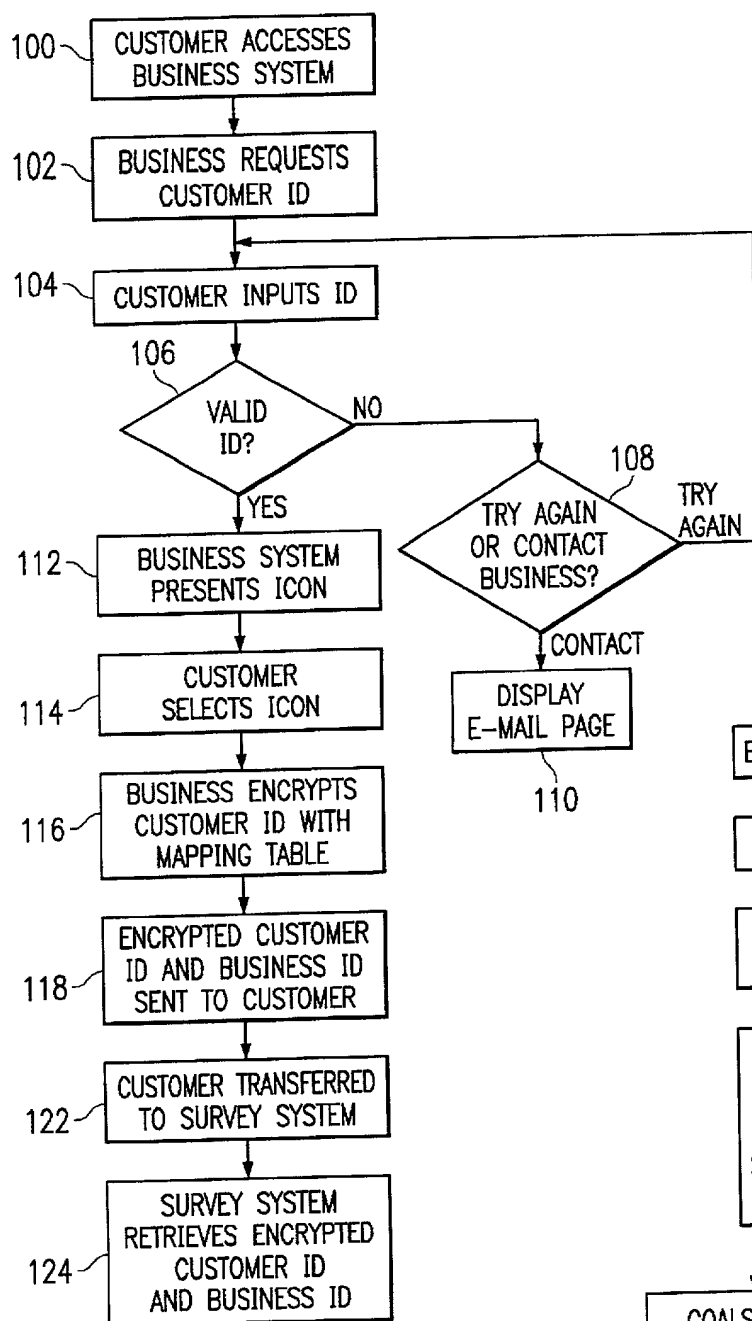 100
CUSTOMER ACCESSES
BUSINESS SYSTEM
102
BUSINESS REQUESTS
CUSTOMER ID
104
CUSTOMER INPUTS ID
106
VALID
ID?
NO
YES
108
TRY AGAIN
OR CONTACT
BUSINESS?
TRY
AGAIN
CONTACT
DISPLAY
E-MAIL PAGE
110
112
BUSINESS SYSTEM
PRESENTS ICON
114
CUSTOMER
SELECTS ICON
116
BUSINESS ENCRYPTS
CUSTOMER ID WITH
MAPPING TABLE
118
ENCRYPTED CUSTOMER
ID AND BUSINESS ID
SENT TO CUSTOMER
122
CUSTOMER TRANSFERRED
TO SURVEY SYSTEM
124
SURVEY SYSTEM
RETRIEVES ENCRYPTED
CUSTOMER ID
AND BUSINESS ID